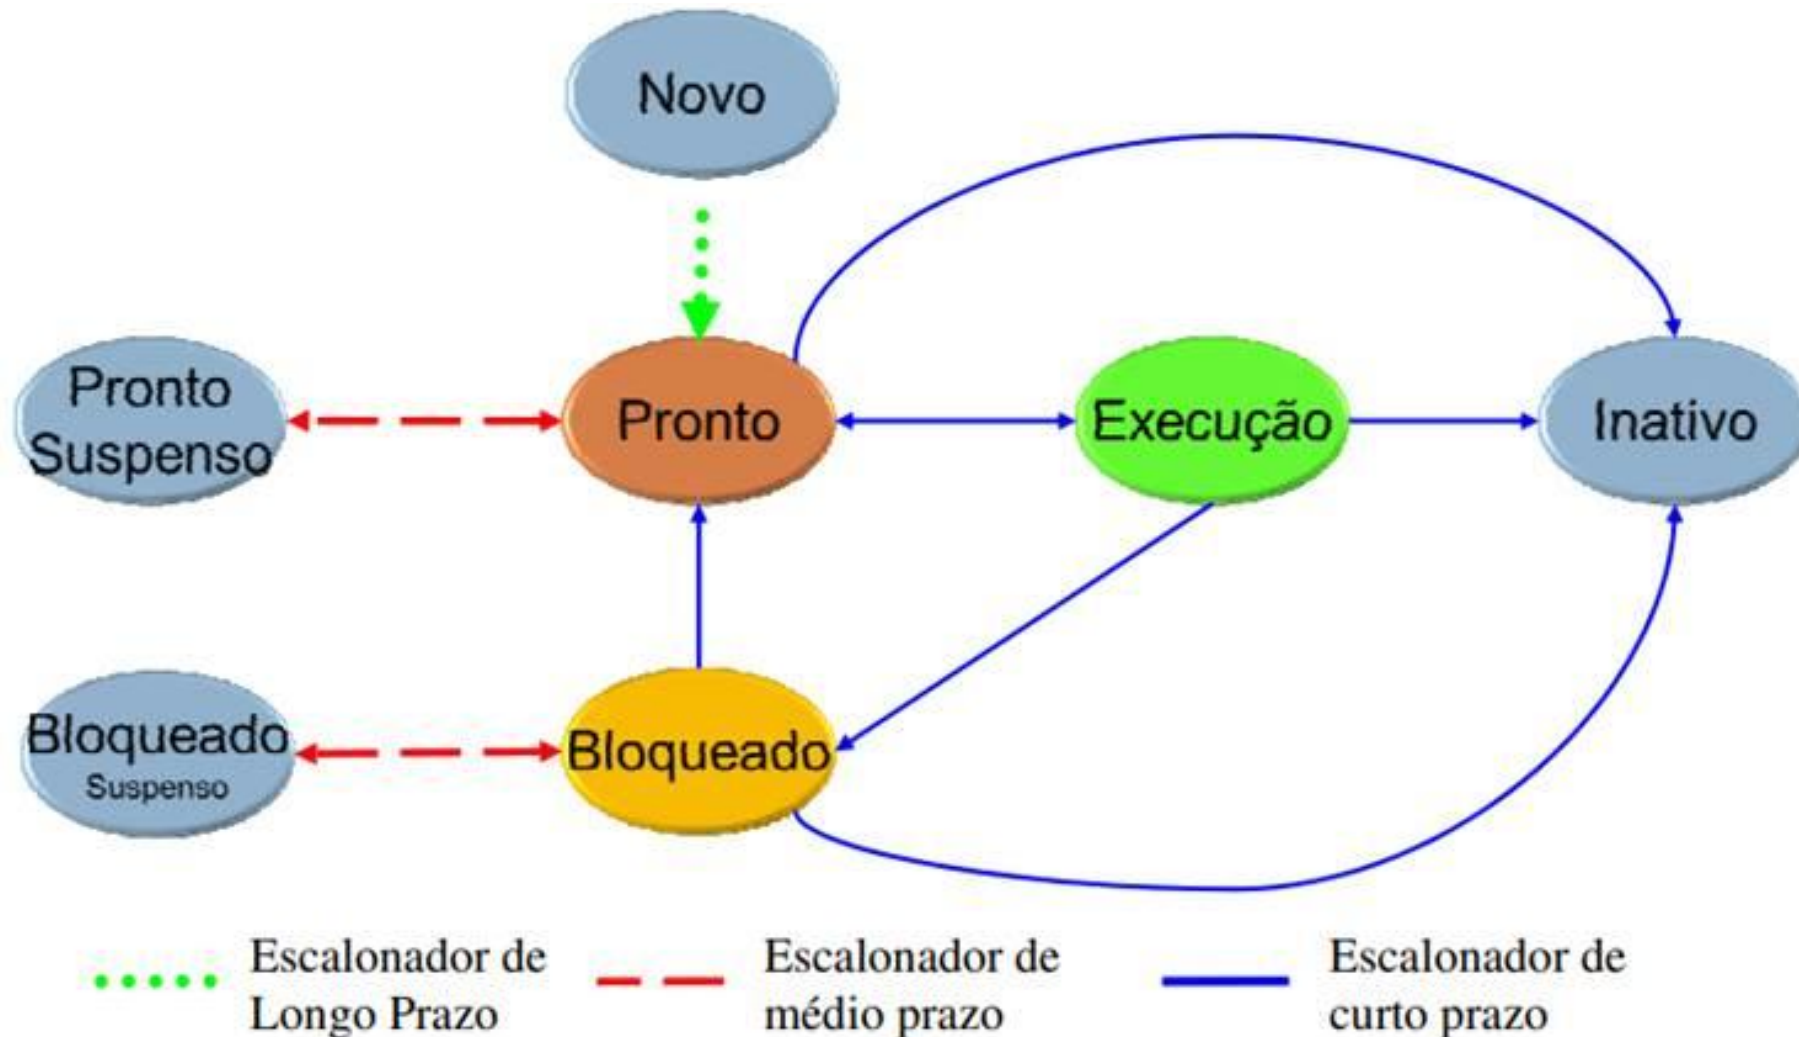 Novo
Pronto
Suspenso
Pronto
Execução
Inativo
Bloqueado
Suspenso
Bloqueado
Escalonador de
Longo Prazo
Escalonador de
médio prazo
Escalonador de
curto prazo